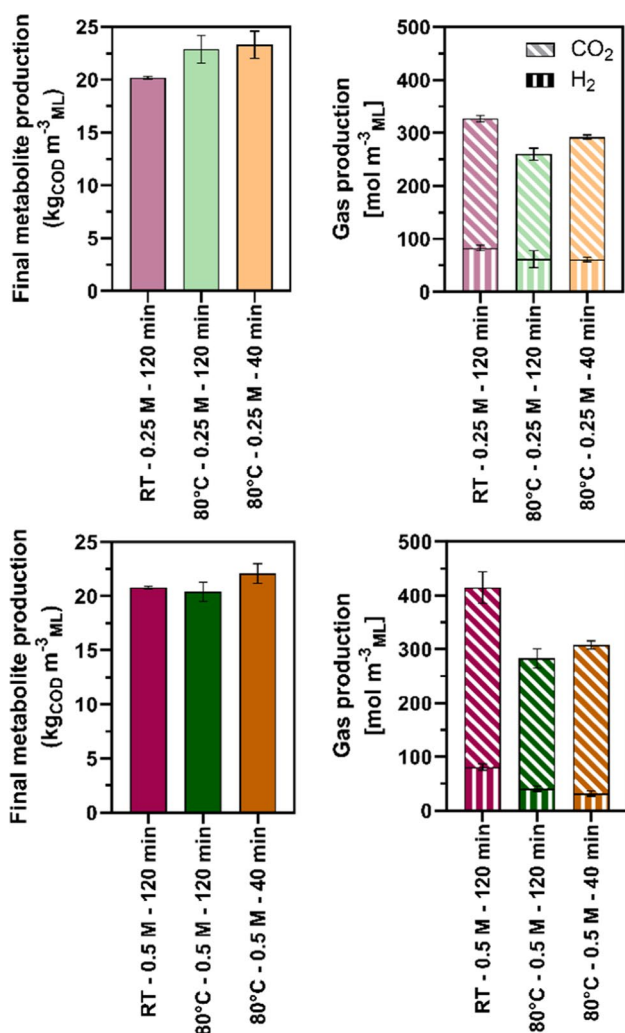 Final metabolite production
(kgCOD m-3ML)
25
20
15
10
5
0
RT - 0.25 M - 120 min
80°C - 0.25 M - 120 min
80°C - 0.25 M - 40 min
Gas production
[mol m-3ML]
500
400
300
200
100
0
CO2
H2
RT - 0.25 M - 120 min
80°C - 0.25 M - 120 min
80°C - 0.25 M - 40 min
Final metabolite production
(kgCOD m-3ML)
25
20
15
10
5
0
RT - 0.5 M - 120 min
80°C - 0.5 M - 120 min
80°C - 0.5 M - 40 min
Gas production
[mol m-3ML]
500
400
300
200
100
0
RT - 0.5 M - 120 min
80°C - 0.5 M - 120 min
80°C - 0.5 M - 40 min